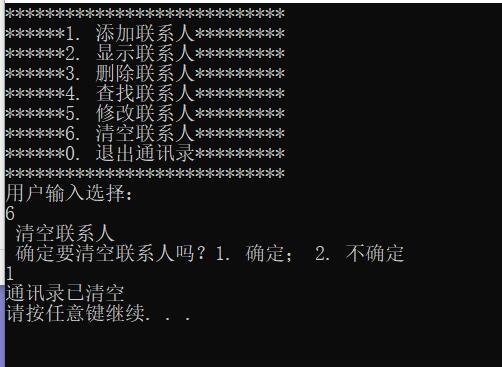 ****************************
******1. 添加联系人*********
******2. 显示联系人*********
******3. 删除联系人*********
******4. 查找联系人*********
******5. 修改联系人*********
******6. 清空联系人*********
******0. 退出通讯录*********
****************************
用户输入选择：
6
清空联系人
确定要清空联系人吗？1. 确定； 2. 不确定
1
通讯录已清空
请按任意键继续. . .